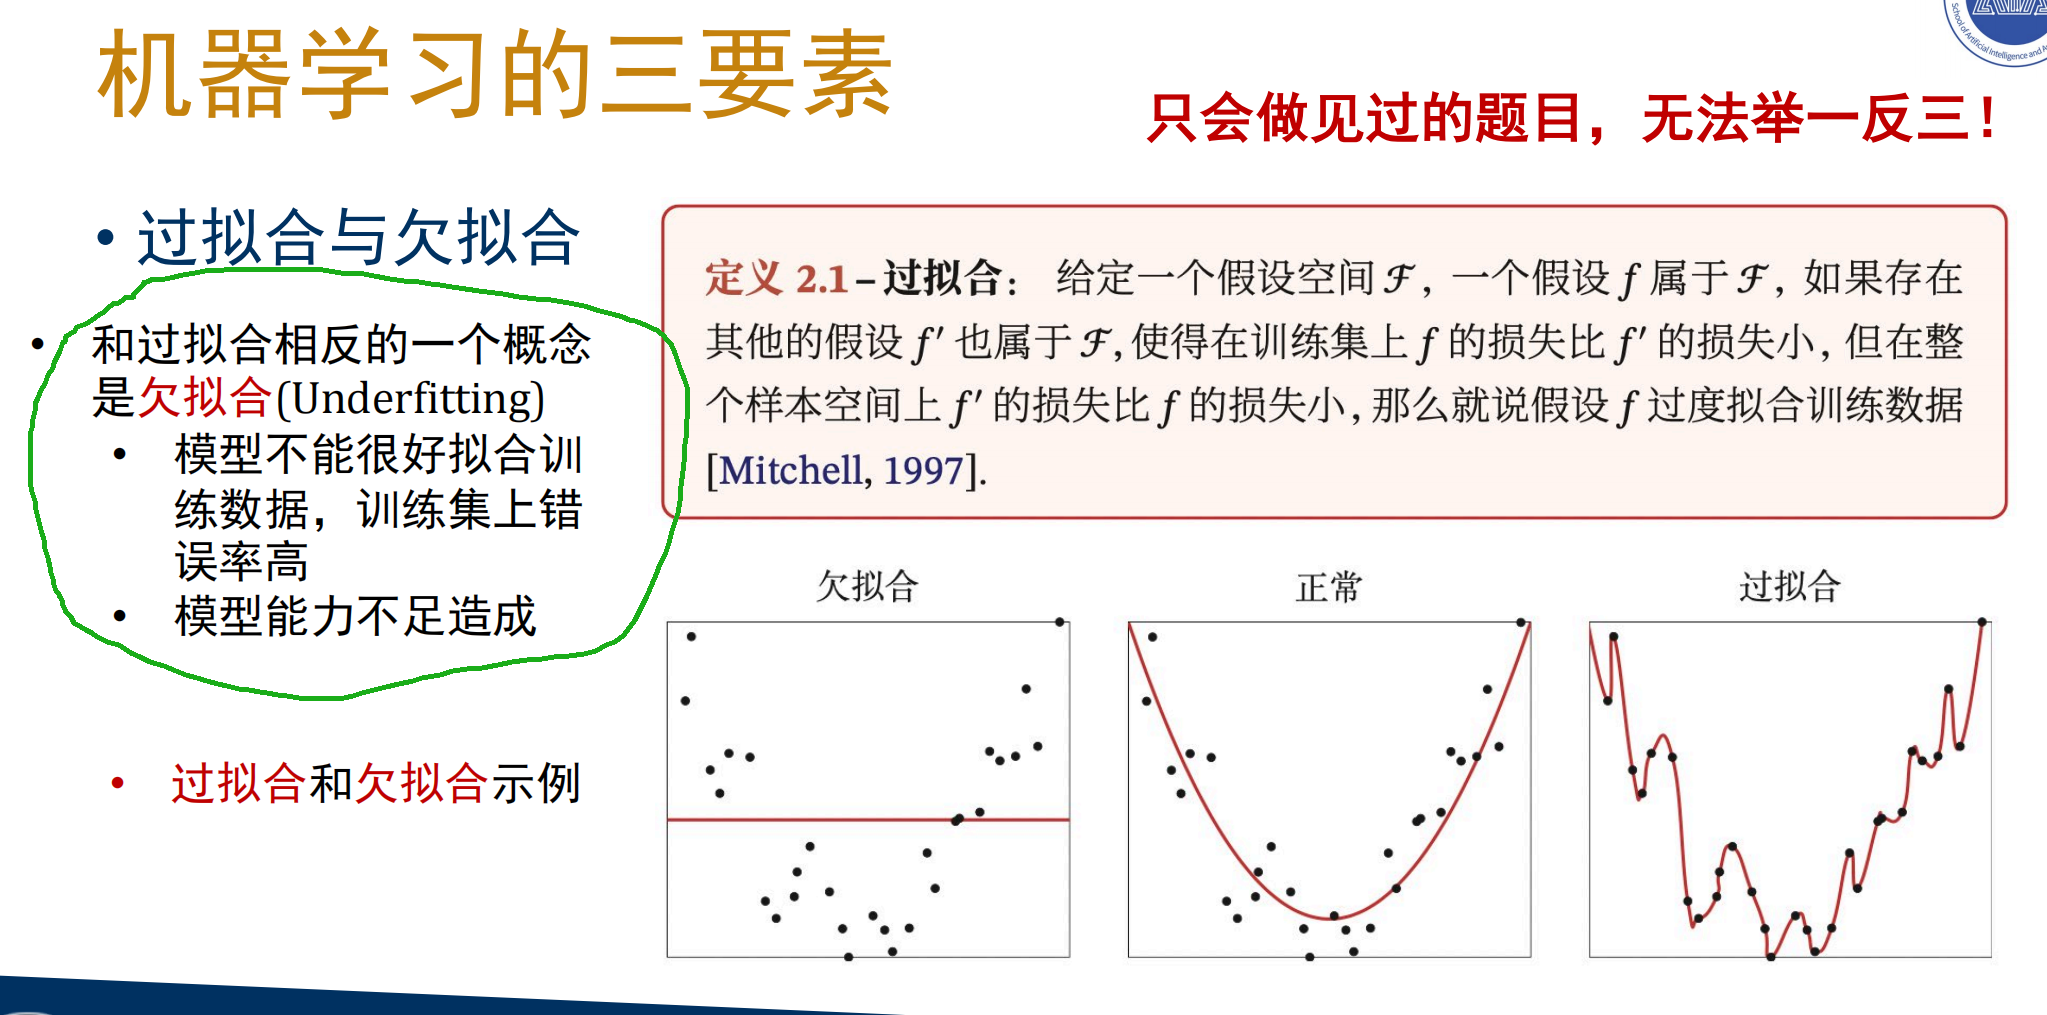 机器学习的三要素
School of Artificial Intelligence and
只会做见过的题目，无法举一反三！
• 过拟合与欠拟合
• 和过拟合相反的一个概念
是欠拟合(Underfitting)
• 模型不能很好拟合训
练数据，训练集上错
误率高
• 模型能力不足造成
• 过拟合和欠拟合示例
定义 2.1–过拟合： 给定一个假设空间 ℱ，一个假设 f 属于 ℱ，如果存在
其他的假设 f′ 也属于 ℱ, 使得在训练集上 f 的损失比 f′ 的损失小, 但在整
个样本空间上 f′ 的损失比 f 的损失小, 那么就说假设 f 过度拟合训练数据
[Mitchell, 1997].
欠拟合
正常
过拟合